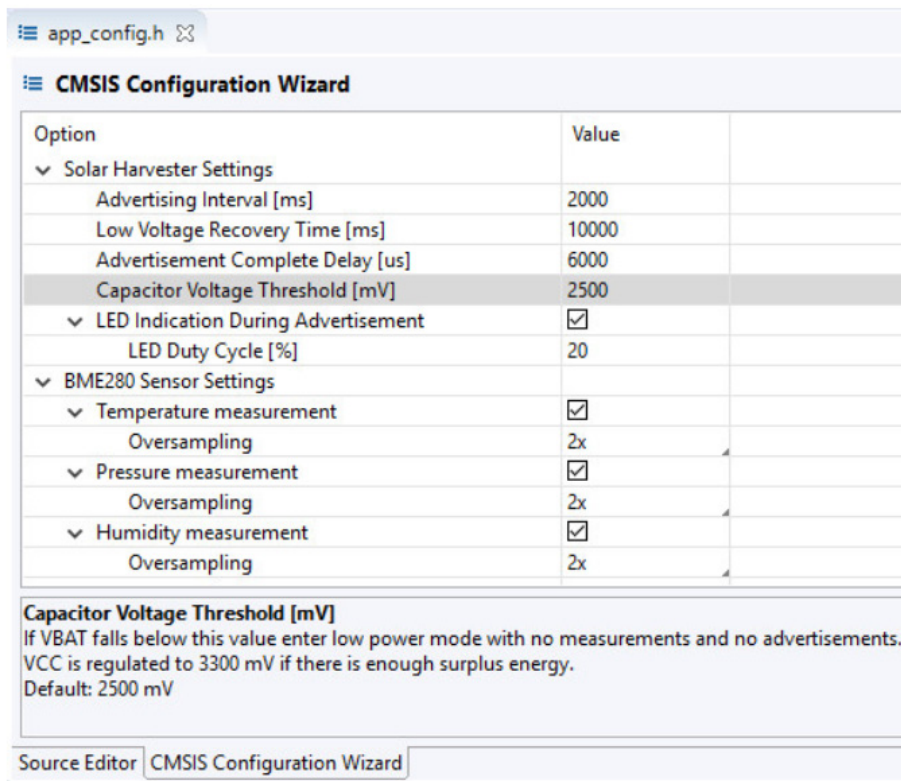 app_config.h
CMSIS Configuration Wizard
Option Value
Solar Harvester Settings
Advertising Interval [ms] 2000
Low Voltage Recovery Time [ms] 10000
Advertisement Complete Delay [us] 6000
Capacitor Voltage Threshold [mV] 2500
LED Indication During Advertisement
LED Duty Cycle [%] 20
BME280 Sensor Settings
Temperature measurement
Oversampling 2x
Pressure measurement
Oversampling 2x
Humidity measurement
Oversampling 2x
Capacitor Voltage Threshold [mV]
If VBAT falls below this value enter low power mode with no measurements and no advertisements.
VCC is regulated to 3300 mV if there is enough surplus energy.
Default: 2500 mV
Source Editor CMSIS Configuration Wizard